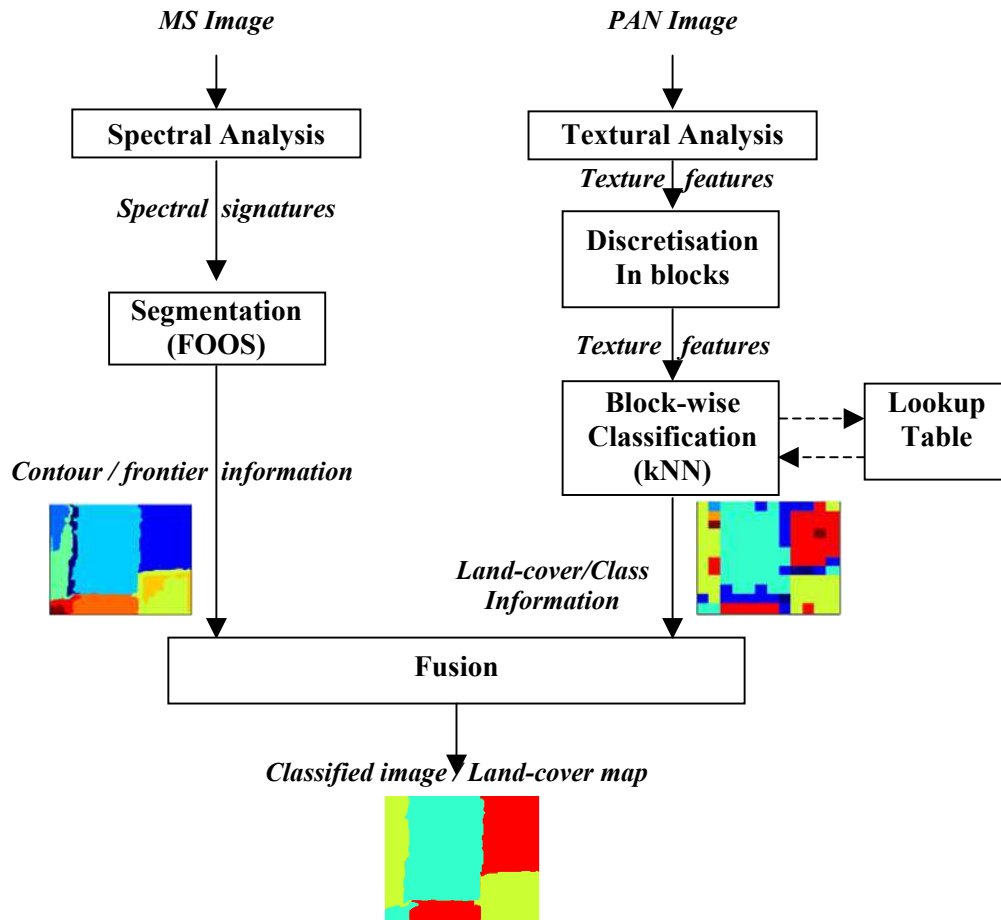 MS Image
PAN Image
Spectral Analysis
Textural Analysis
Spectral signatures
Texture features
Discretisation
In blocks
Segmentation
(FOOS)
Texture features
Block-wise
Classification
(kNN)
Lookup
Table
Contour / frontier information
Land-cover/Class
Information
Fusion
Classified image / Land-cover map